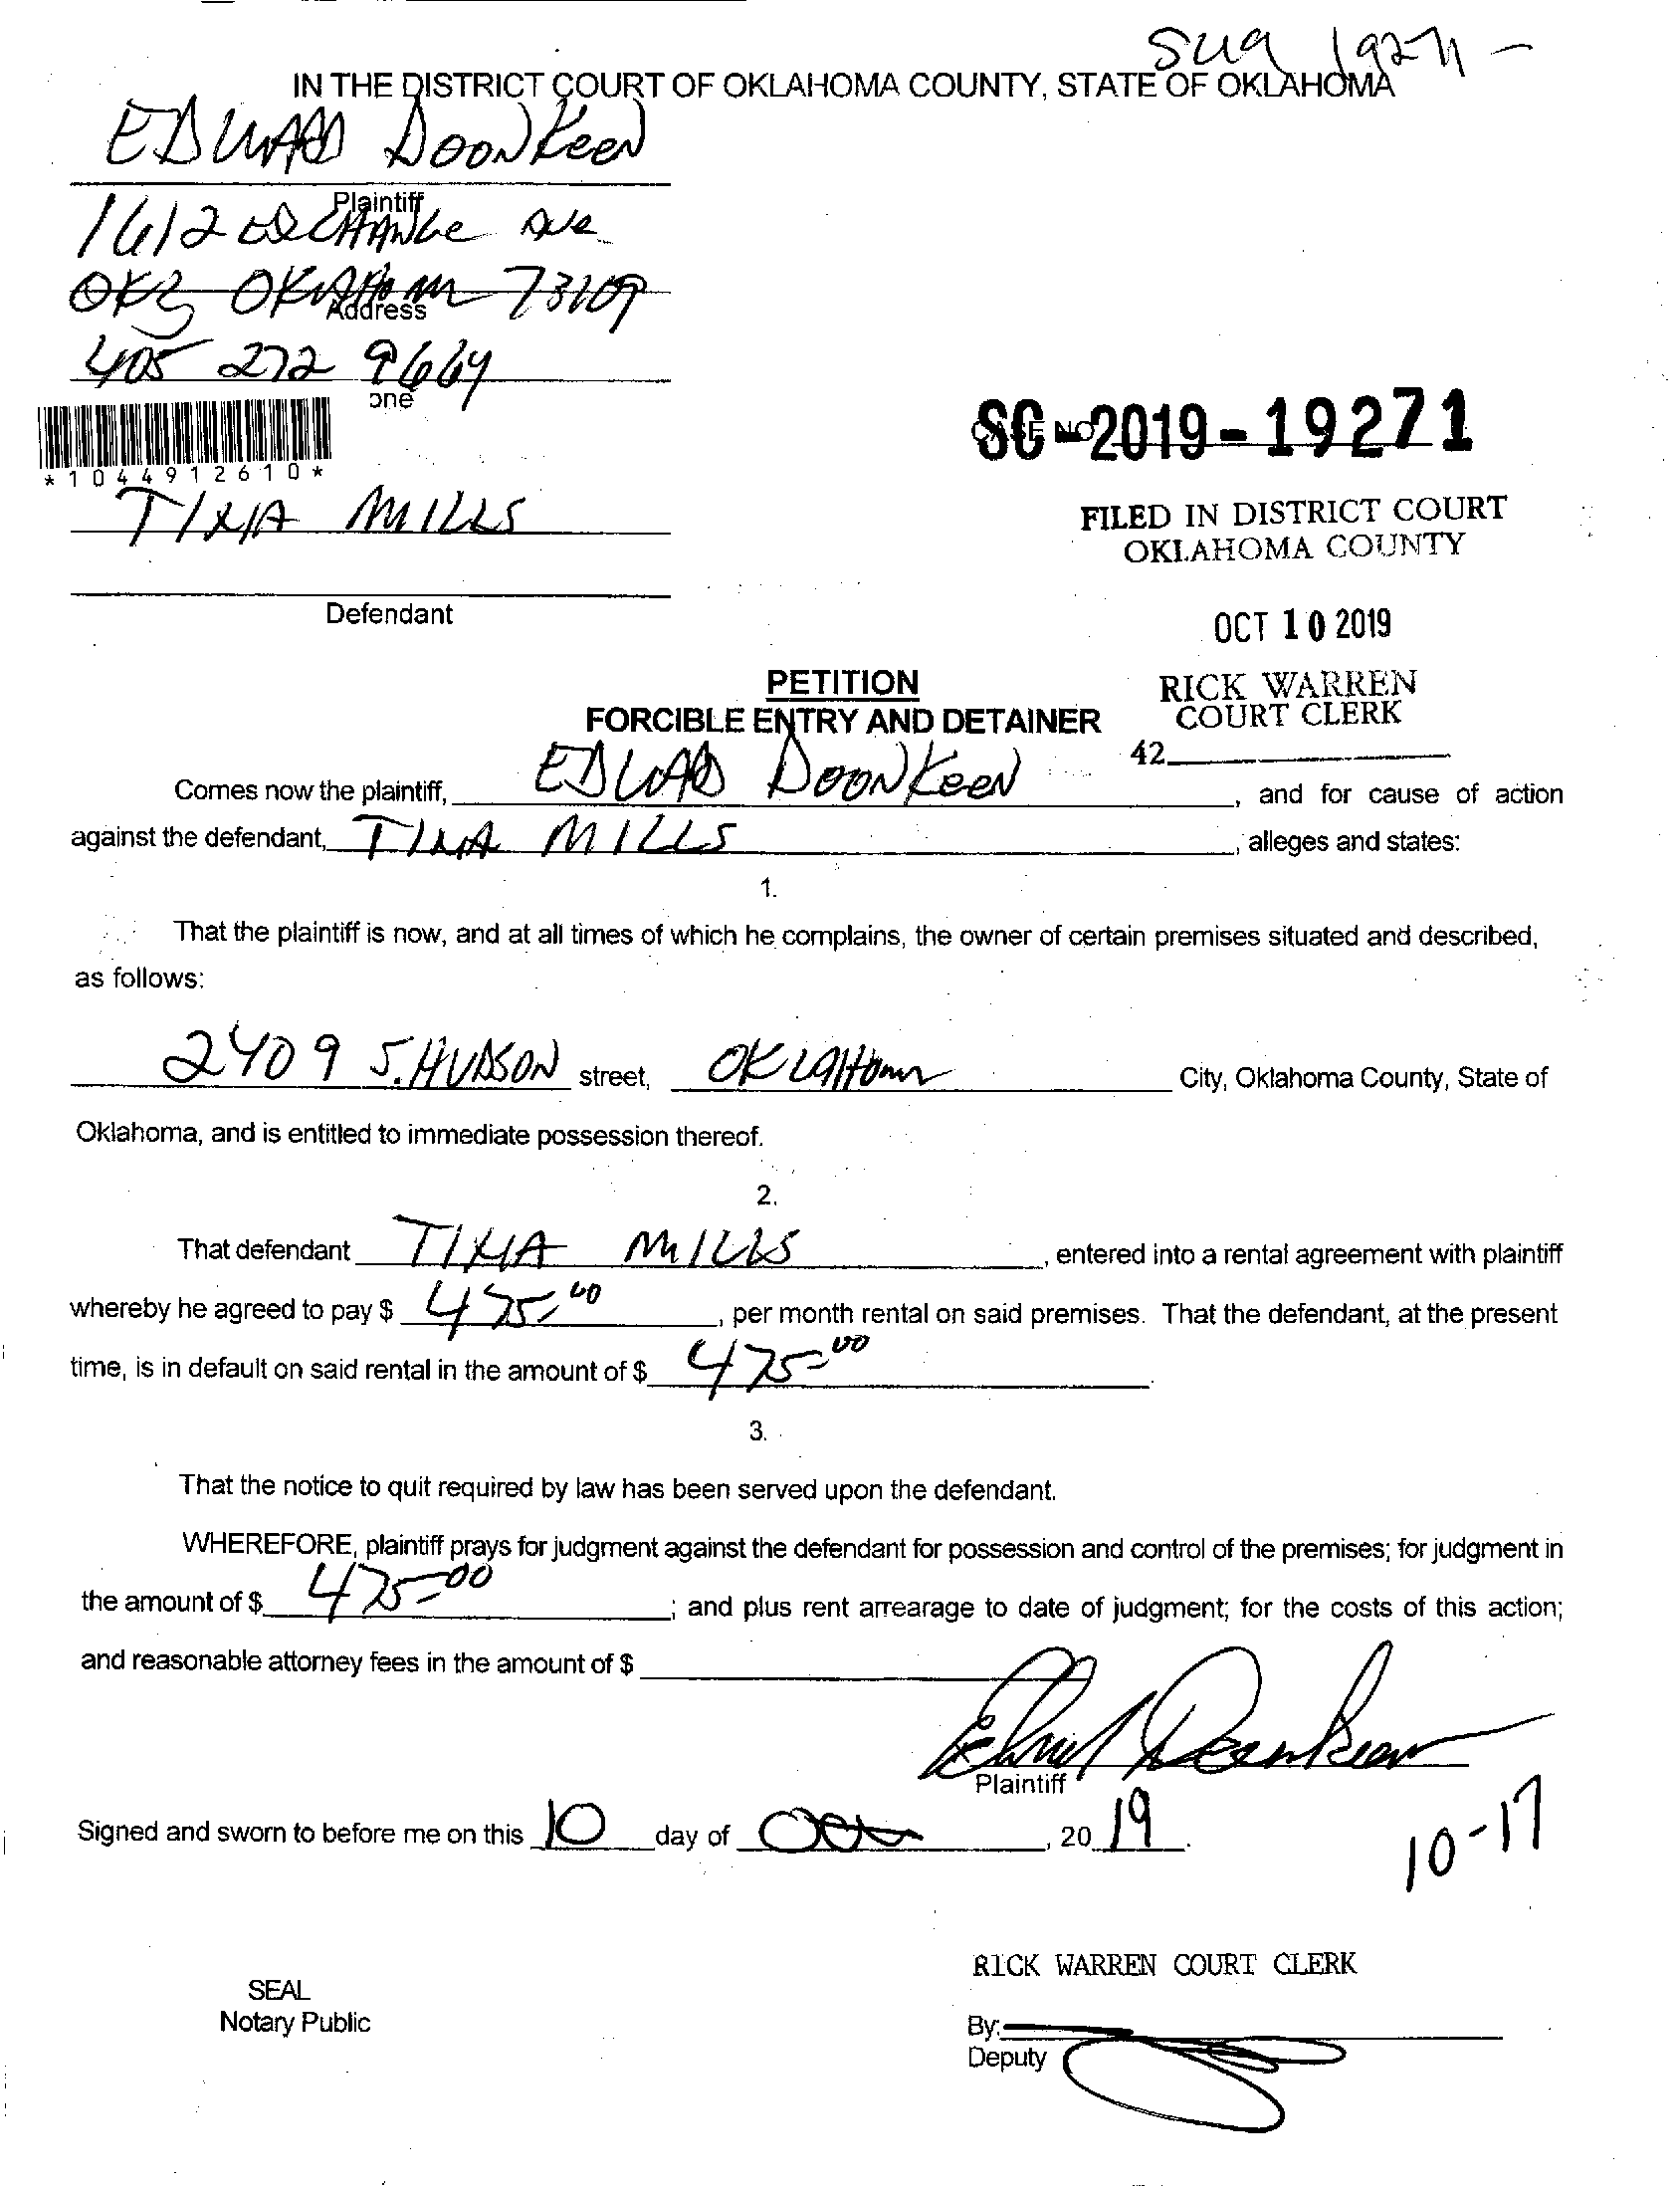 IN THE DISTRICT COURT OF OKLAHOMA COUNTY, STATE OF OKLAHOMA
EDWARD DOONKEEN
Plaintiff
1612 EXCHANGE AVE
OKC OKLAHOMA 73109
Address
405 272 9664
one
*1044912610*
SC-2019-19271
CASE NO
TINA MILLS
FILED IN DISTRICT COURT
OKLAHOMA COUNTY
Defendant
OCT 10 2019
PETITION
RICK WARREN
FORCIBLE ENTRY AND DETAINER
COURT CLERK
42
Comes now the plaintiff, EDWARD DOONKEEN, and for cause of action
against the defendant, TINA MILLS, alleges and states:
1.
That the plaintiff is now, and at all times of which he complains, the owner of certain premises situated and described,
as follows:
2409 S. HUDSON street, OKLAHOMA City, Oklahoma County, State of
Oklahoma, and is entitled to immediate possession thereof.
2.
That defendant TINA MILLS, entered into a rental agreement with plaintiff
whereby he agreed to pay $ 475.00, per month rental on said premises. That the defendant, at the present
time, is in default on said rental in the amount of $ 475.00.
3.
That the notice to quit required by law has been served upon the defendant.
WHEREFORE, plaintiff prays for judgment against the defendant for possession and control of the premises; for judgment in
the amount of $ 475.00; and plus rent arrearage to date of judgment; for the costs of this action;
and reasonable attorney fees in the amount of $
Edward Doonkeen
Plaintiff
Signed and sworn to before me on this 10 day of Oct, 20 19.
10-17
RICK WARREN COURT CLERK
SEAL
Notary Public
By:
Deputy